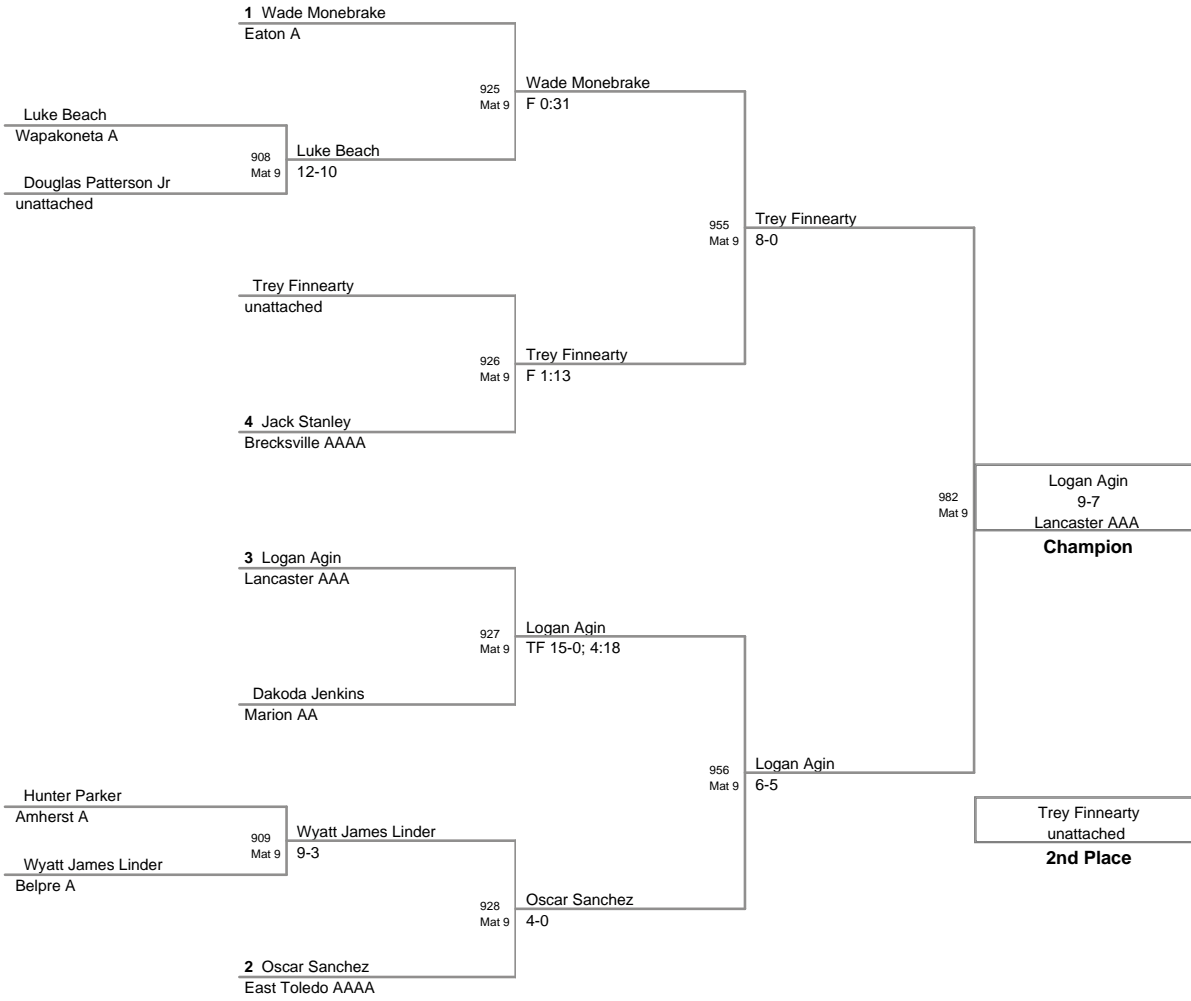 1 Wade Monebrake
Eaton A
925
Mat 9
Wade Monebrake
F 0:31
Luke Beach
Wapakoneta A
908
Mat 9
Luke Beach
12-10
Douglas Patterson Jr
unattached
955
Mat 9
Trey Finnearty
8-0
Trey Finnearty
unattached
926
Mat 9
Trey Finnearty
F 1:13
4 Jack Stanley
Brecksville AAAA
982
Mat 9
Logan Agin
9-7
Lancaster AAA
Champion
3 Logan Agin
Lancaster AAA
927
Mat 9
Logan Agin
TF 15-0; 4:18
Dakoda Jenkins
Marion AA
956
Mat 9
Logan Agin
6-5
Hunter Parker
Amherst A
909
Mat 9
Wyatt James Linder
9-3
Wyatt James Linder
Belpre A
928
Mat 9
Oscar Sanchez
4-0
2 Oscar Sanchez
East Toledo AAAA
Trey Finnearty
unattached
2nd Place